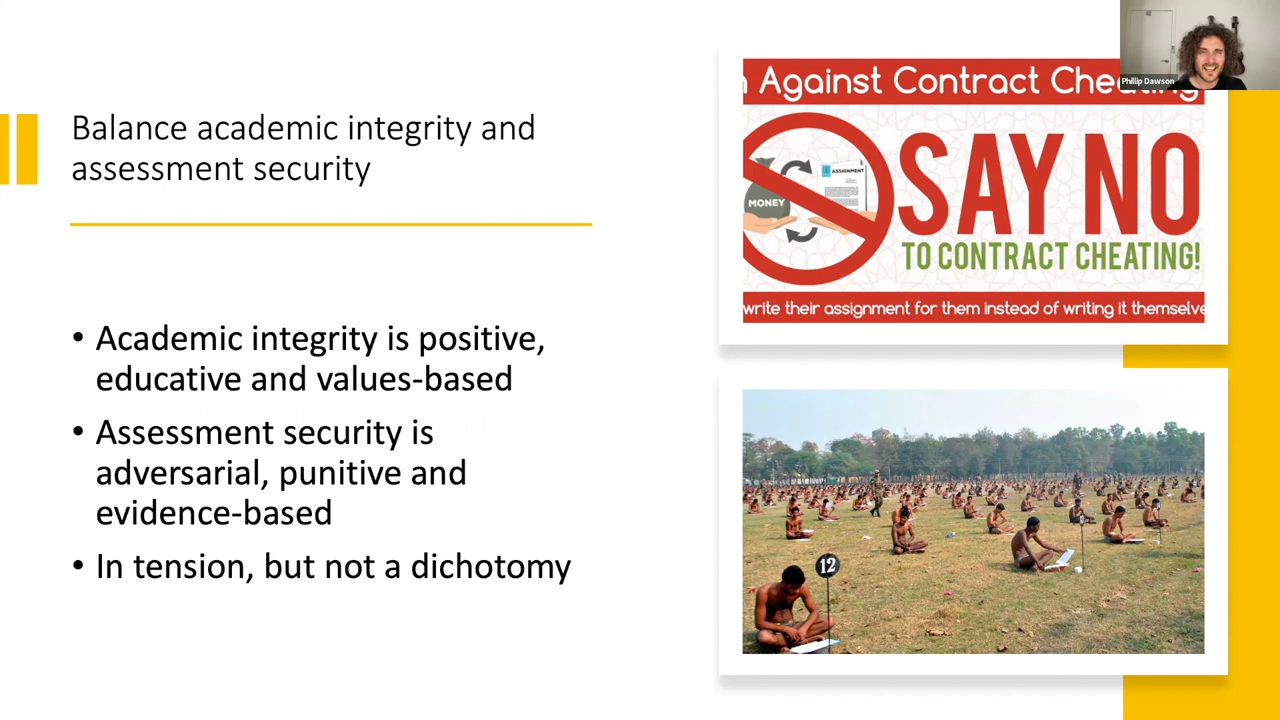 Balance academic integrity and
assessment security
• Academic integrity is positive,
educative and values-based
• Assessment security is
adversarial, punitive and
evidence-based
• In tension, but not a dichotomy
Against Contract Cheating
MONEY
ASSIGNMENT
SAY NO
TO CONTRACT CHEATING!
write their assignment for them instead of writing it themselve
12
Phillip Dawson